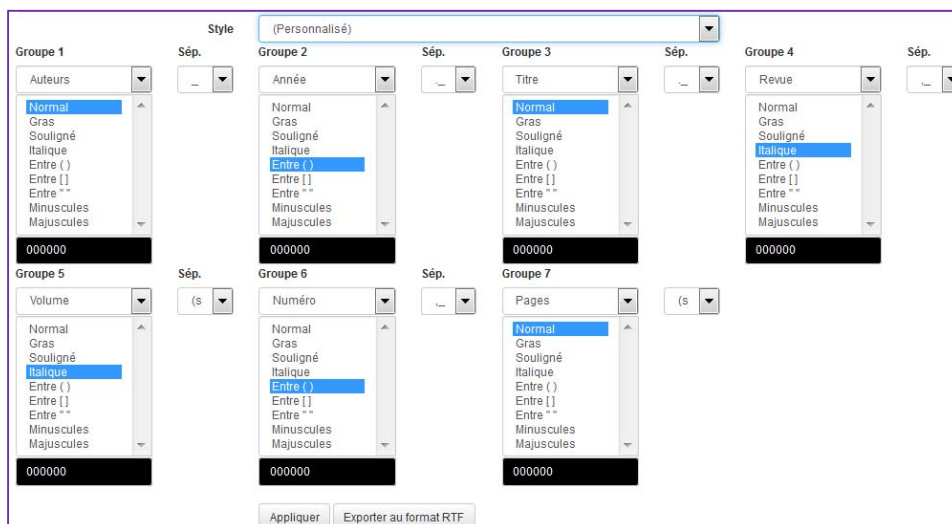 Style (Personnalisé)
Groupe 1 Sép. Groupe 2 Sép. Groupe 3 Sép. Groupe 4 Sép.
Auteurs _ Année ._ Titre ._ Revue ,_
Normal Normal Normal Normal
Gras Gras Gras Gras
Souligné Souligné Souligné Souligné
Italique Italique Italique Italique
Entre ( ) Entre ( ) Entre ( ) Entre ( )
Entre [ ] Entre [ ] Entre [ ] Entre [ ]
Entre " " Entre " " Entre " " Entre " "
Minuscules Minuscules Minuscules Minuscules
Majuscules Majuscules Majuscules Majuscules
000000 000000 000000 000000
Groupe 5 Sép. Groupe 6 Sép. Groupe 7
Volume (s Numéro ,_ Pages (s
Normal Normal Normal
Gras Gras Gras
Souligné Souligné Souligné
Italique Italique Italique
Entre ( ) Entre ( ) Entre ( )
Entre [ ] Entre [ ] Entre [ ]
Entre " " Entre " " Entre " "
Minuscules Minuscules Minuscules
Majuscules Majuscules Majuscules
000000 000000 000000
Appliquer Exporter au format RTF